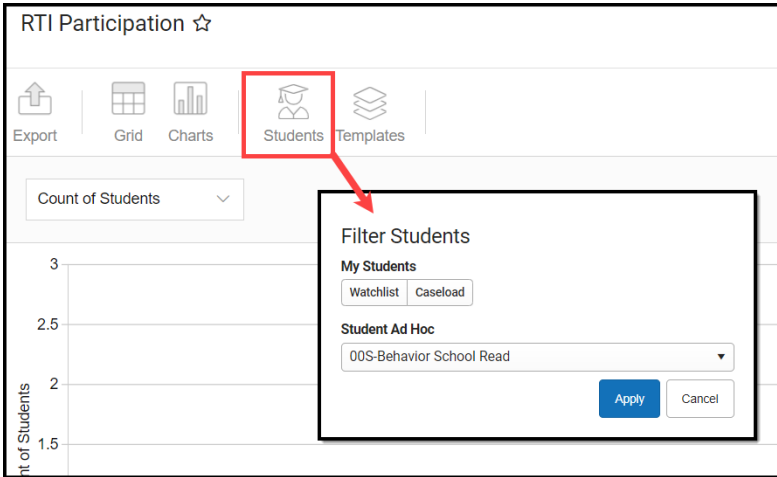 RTI Participation
Export
Grid
Charts
Students
Templates
Count of Students
Filter Students
My Students
Watchlist
Caseload
Student Ad Hoc
00S-Behavior School Read
Apply
Cancel
3
2.5
2
1.5
of Students